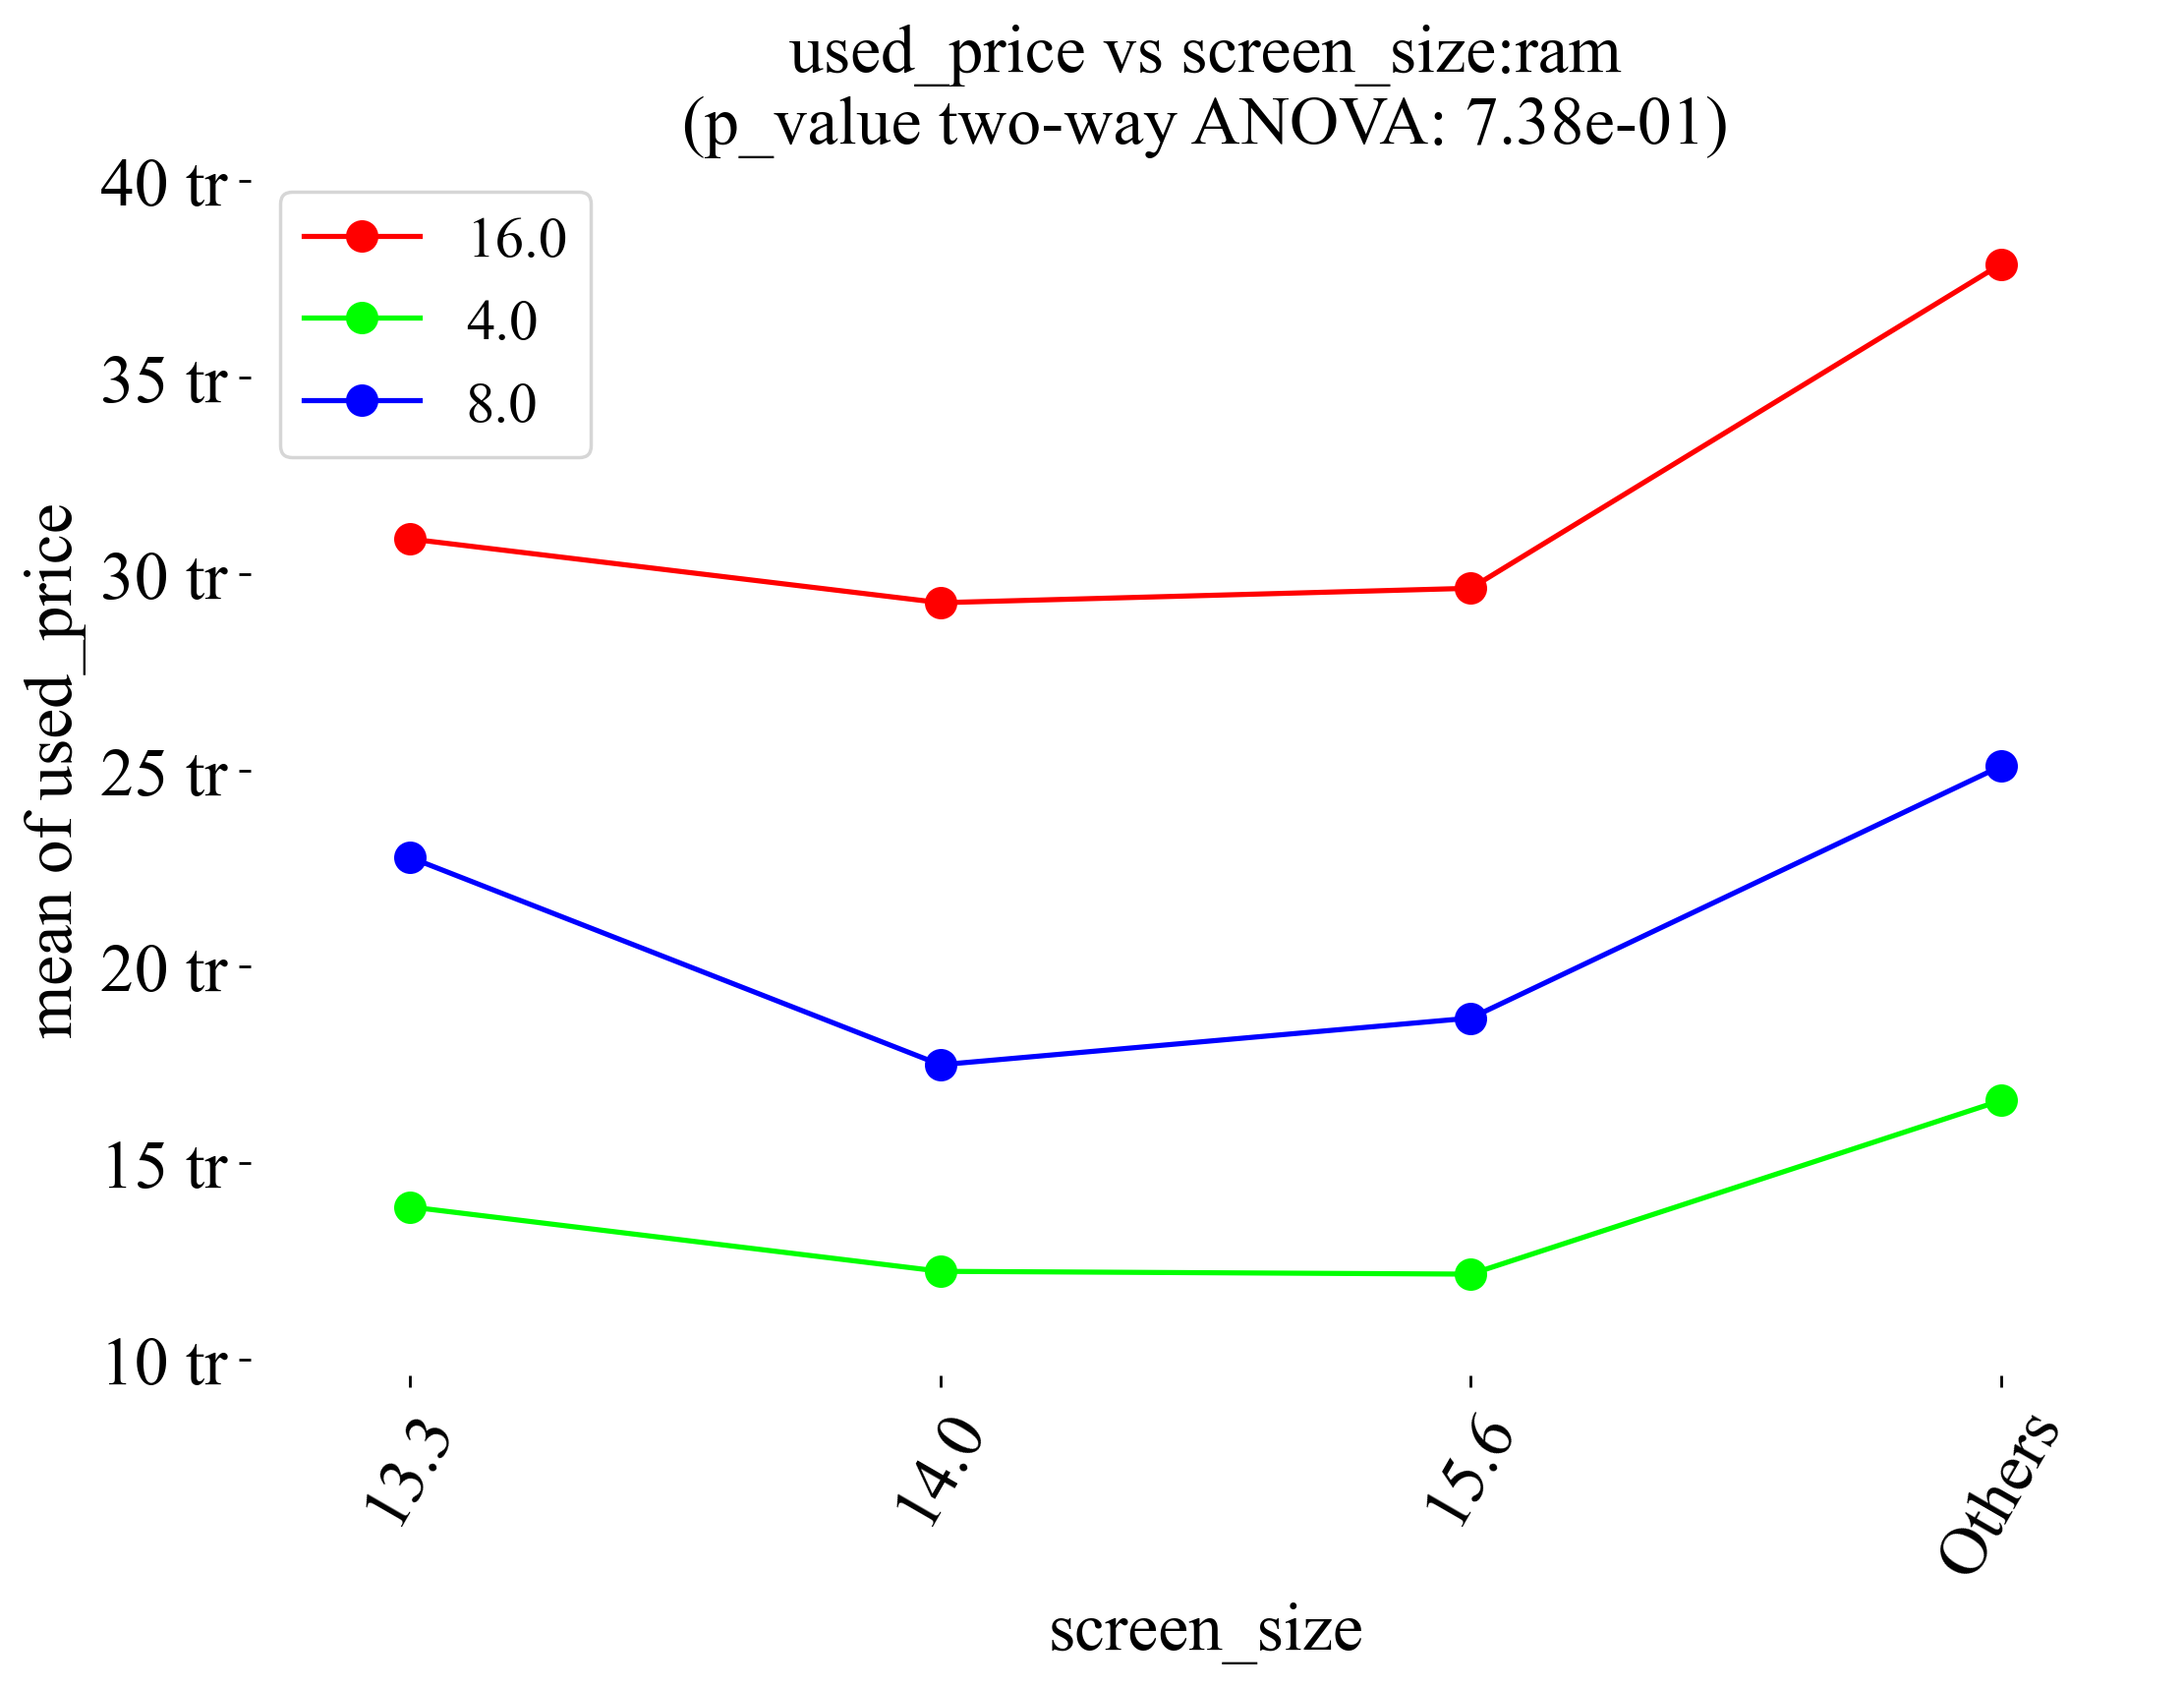 used_price vs screen_size:ram
(p_value two-way ANOVA: 7.38e-01)
16.0
4.0
8.0
mean of used_price
40 tr
35 tr
30 tr
25 tr
20 tr
15 tr
10 tr
13.3
14.0
15.6
Others
screen_size